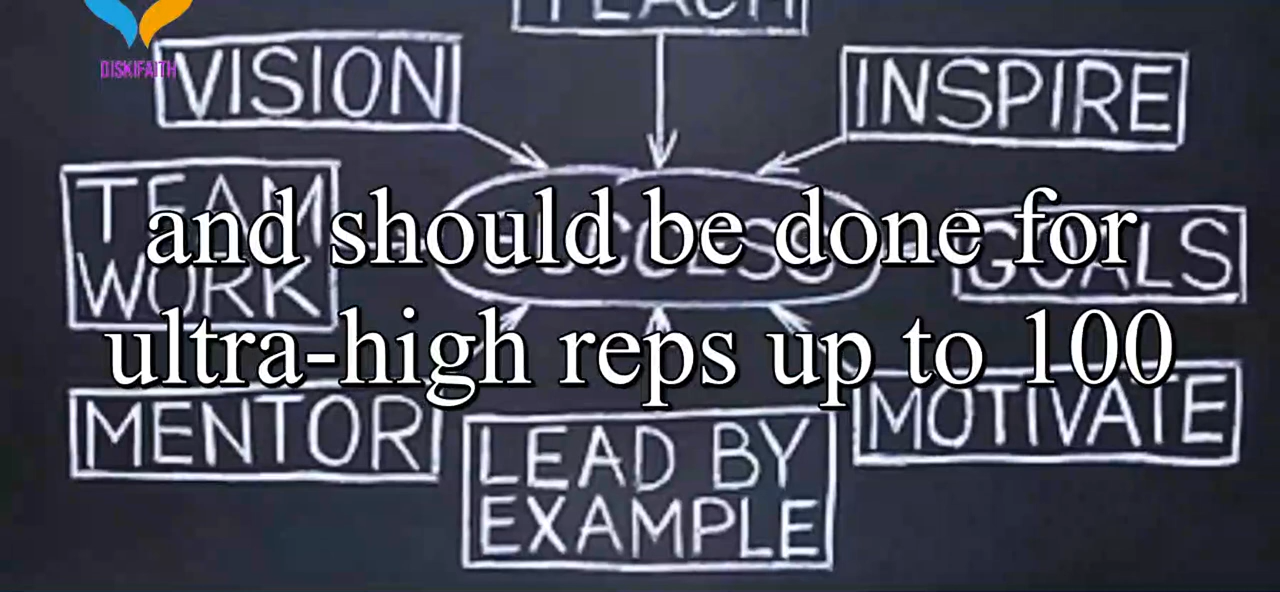 TEACH
VISION
INSPIRE
DISKIFAITH
TEAM
WORK
SUCCESS
GOALS
and should be done for
ultra-high reps up to 100
MENTOR
LEAD BY
EXAMPLE
MOTIVATE